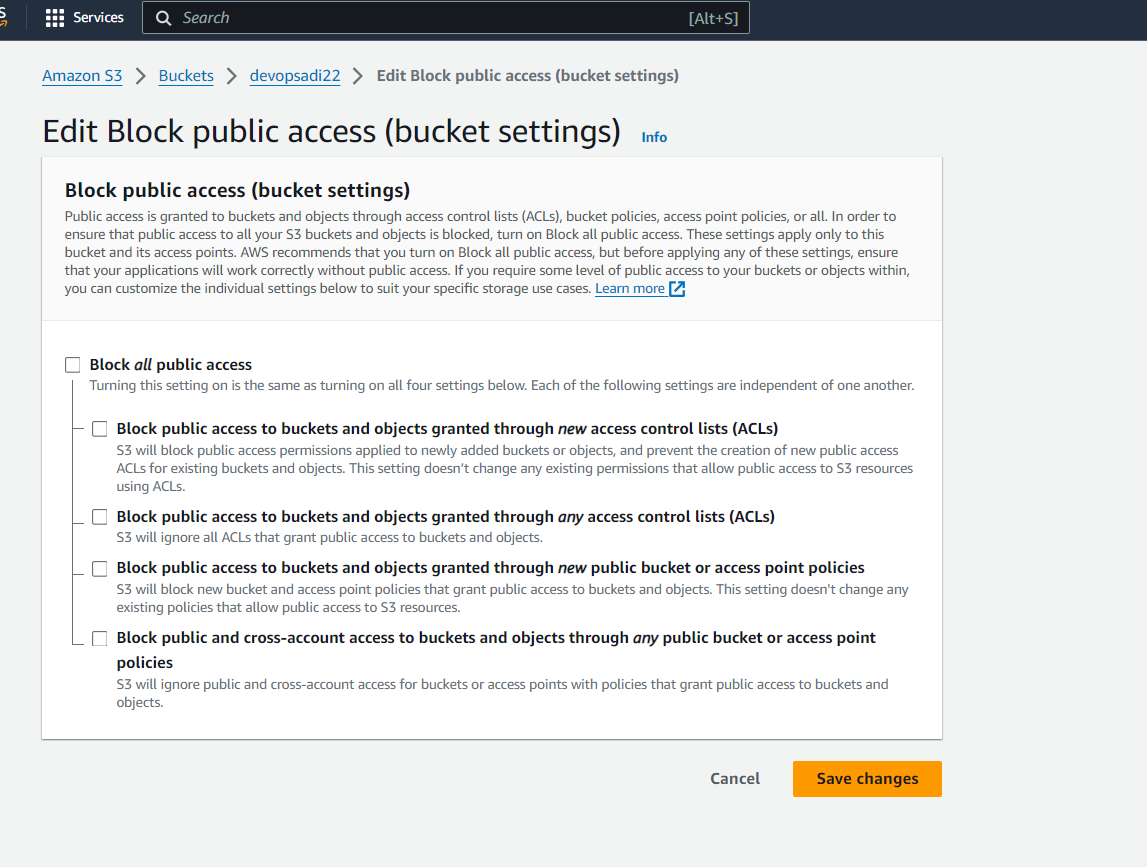 Services
Search
[Alt+S]
Amazon S3 > Buckets > devopsadi22 > Edit Block public access (bucket settings)
Edit Block public access (bucket settings) Info
Block public access (bucket settings)
Public access is granted to buckets and objects through access control lists (ACLs), bucket policies, access point policies, or all. In order to
ensure that public access to all your S3 buckets and objects is blocked, turn on Block all public access. These settings apply only to this
bucket and its access points. AWS recommends that you turn on Block all public access, but before applying any of these settings, ensure
that your applications will work correctly without public access. If you require some level of public access to your buckets or objects within,
you can customize the individual settings below to suit your specific storage use cases. Learn more
Block all public access
Turning this setting on is the same as turning on all four settings below. Each of the following settings are independent of one another.
Block public access to buckets and objects granted through new access control lists (ACLs)
S3 will block public access permissions applied to newly added buckets or objects, and prevent the creation of new public access
ACLs for existing buckets and objects. This setting doesn't change any existing permissions that allow public access to S3 resources
using ACLs.
Block public access to buckets and objects granted through any access control lists (ACLs)
S3 will ignore all ACLs that grant public access to buckets and objects.
Block public access to buckets and objects granted through new public bucket or access point policies
S3 will block new bucket and access point policies that grant public access to buckets and objects. This setting doesn't change any
existing policies that allow public access to S3 resources.
Block public and cross-account access to buckets and objects through any public bucket or access point
policies
S3 will ignore public and cross-account access for buckets or access points with policies that grant public access to buckets and
objects.
Cancel
Save changes